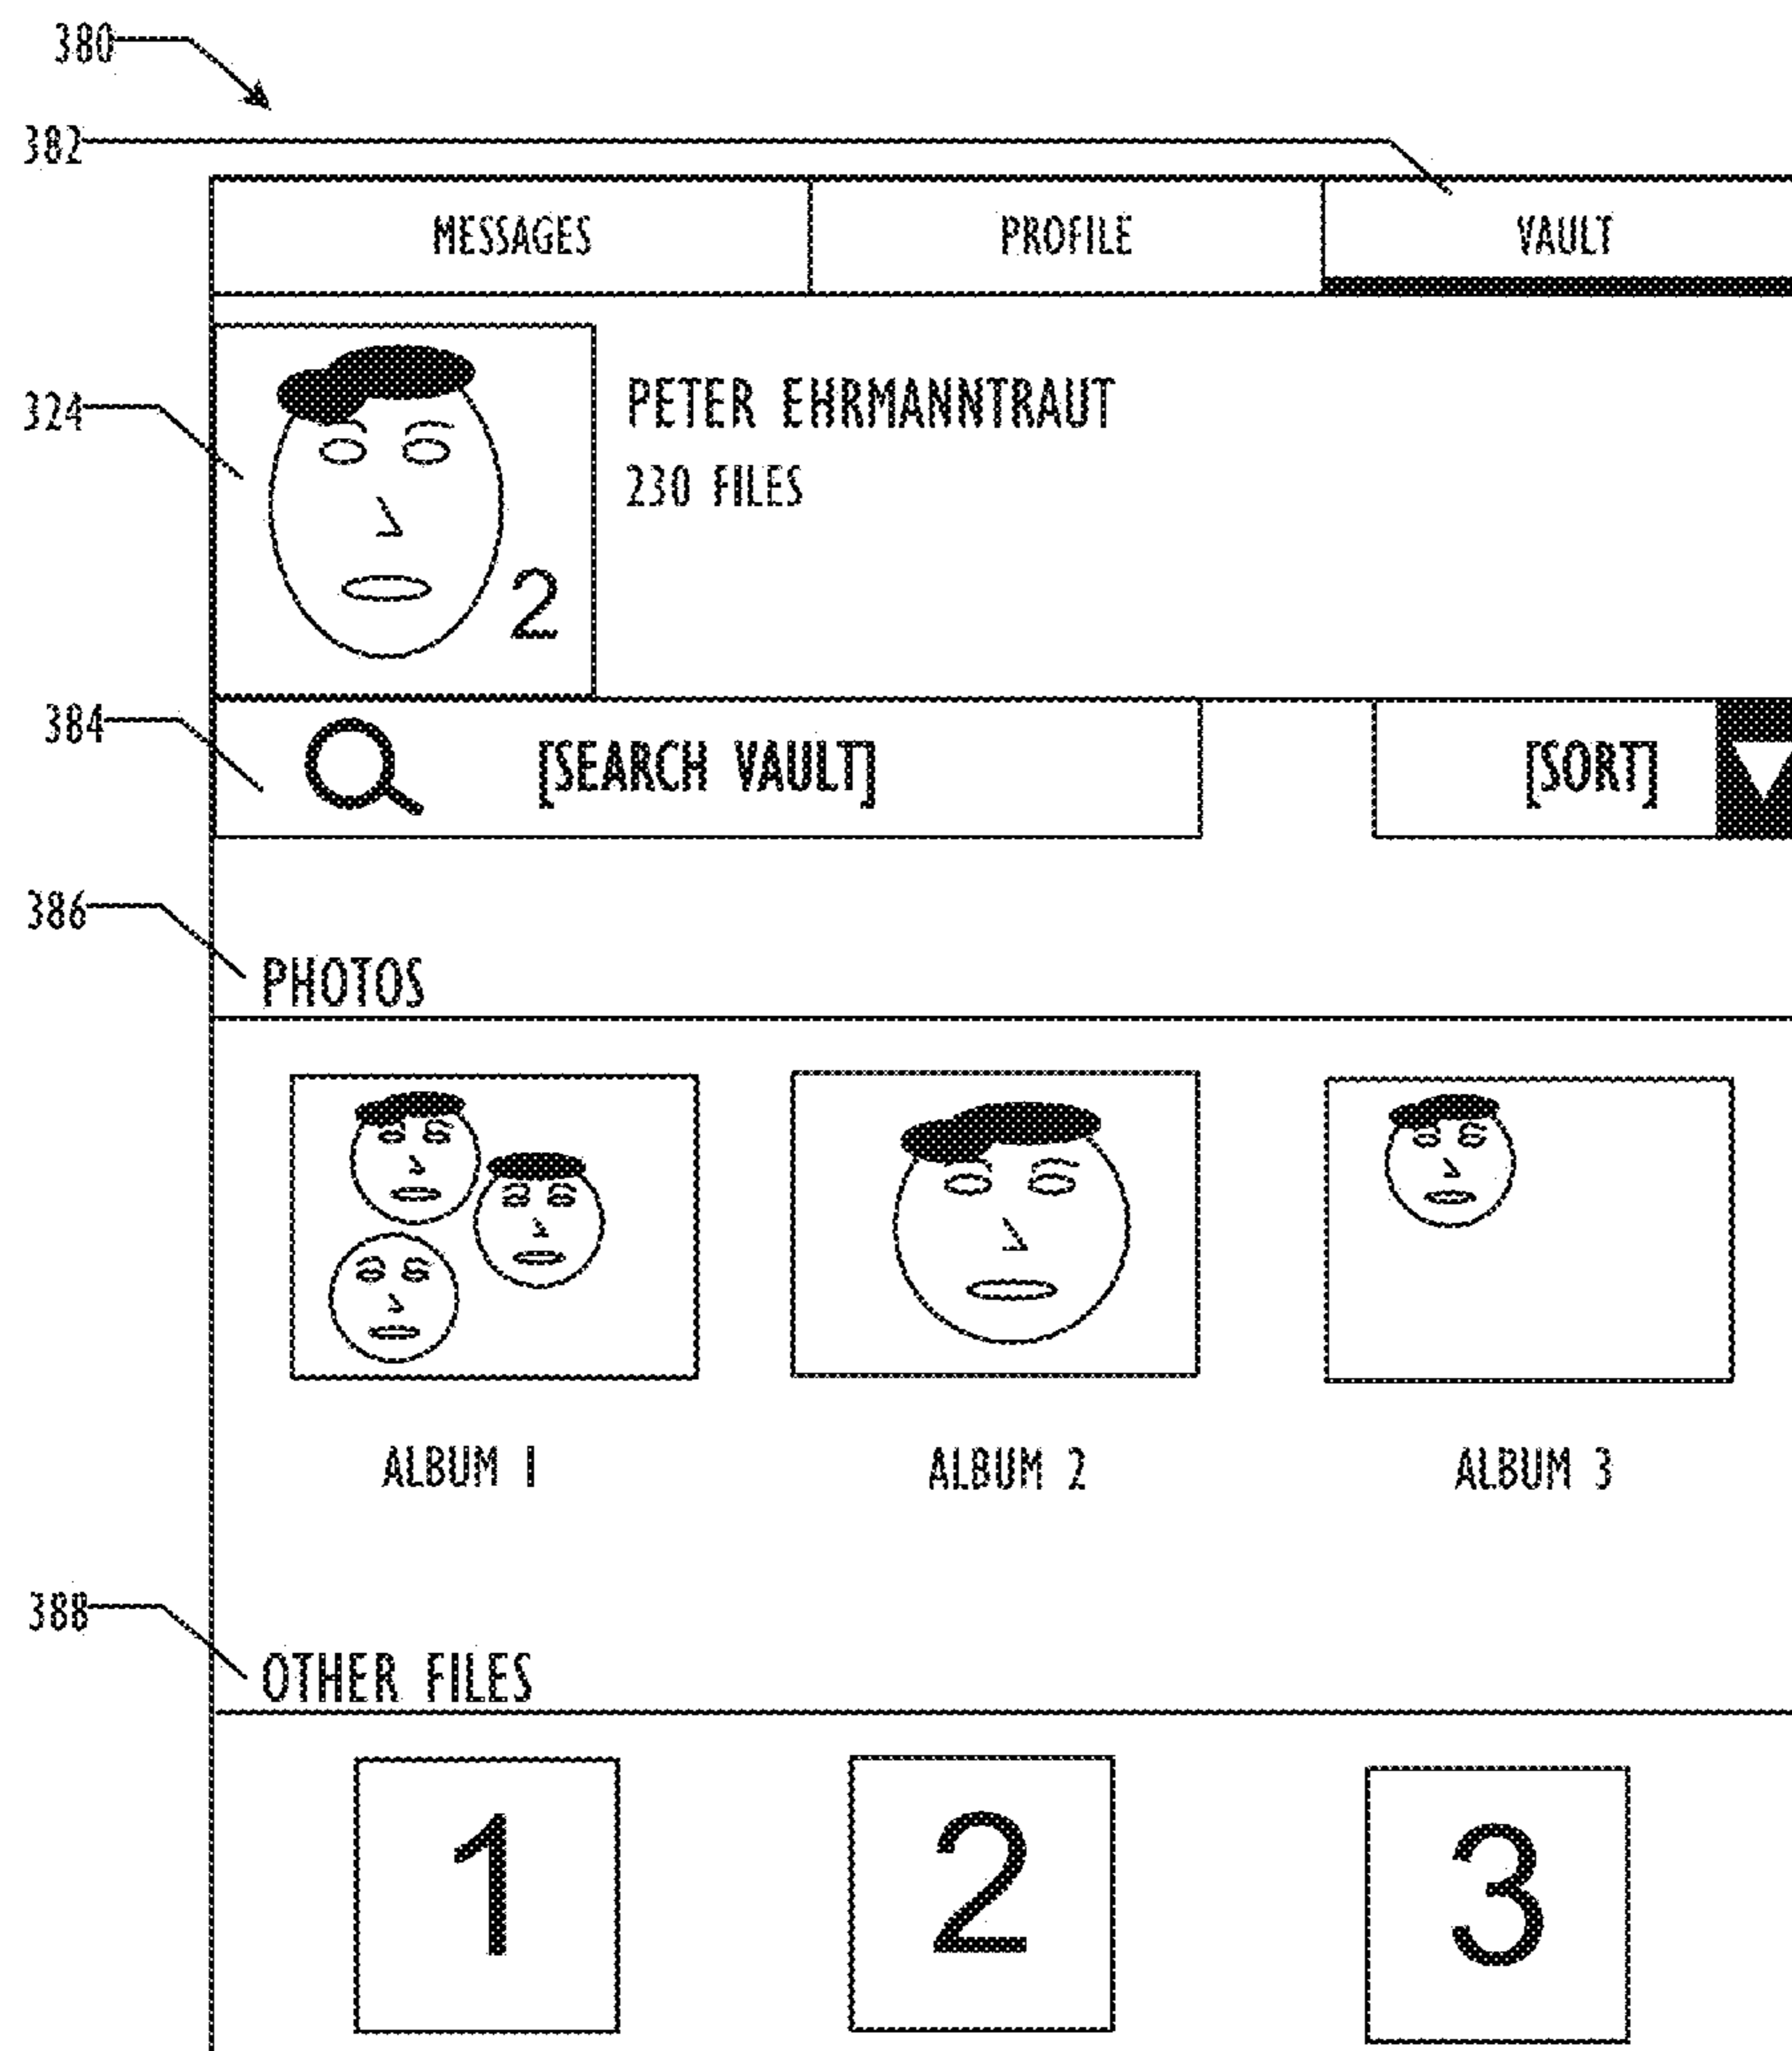 380
382
MESSAGES PROFILE VAULT
324
PETER EHRMANNTRAUT
230 FILES
2
384
[SEARCH VAULT] [SORT]
386
PHOTOS
ALBUM 1 ALBUM 2 ALBUM 3
388
OTHER FILES
1 2 3